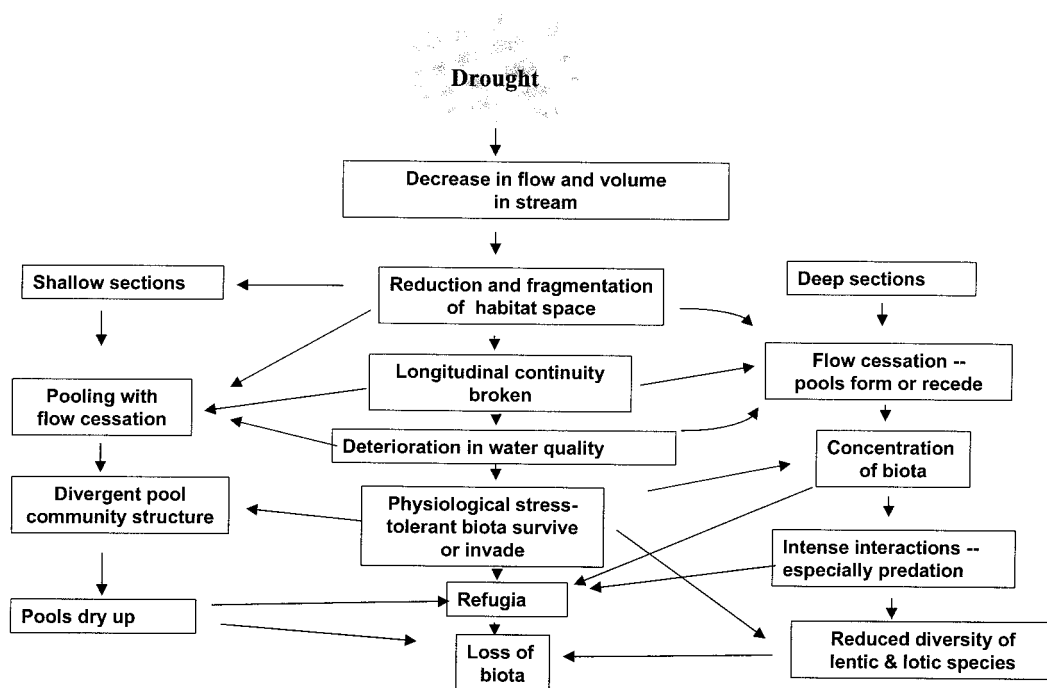 Drought
Decrease in flow and volume
in stream
Shallow sections
Reduction and fragmentation
of habitat space
Deep sections
Longitudinal continuity
broken
Flow cessation --
pools form or recede
Pooling with
flow cessation
Deterioration in water quality
Concentration
of biota
Divergent pool
community structure
Physiological stress-
tolerant biota survive
or invade
Intense interactions --
especially predation
Pools dry up
Refugia
Loss of
biota
Reduced diversity of
lentic & lotic species